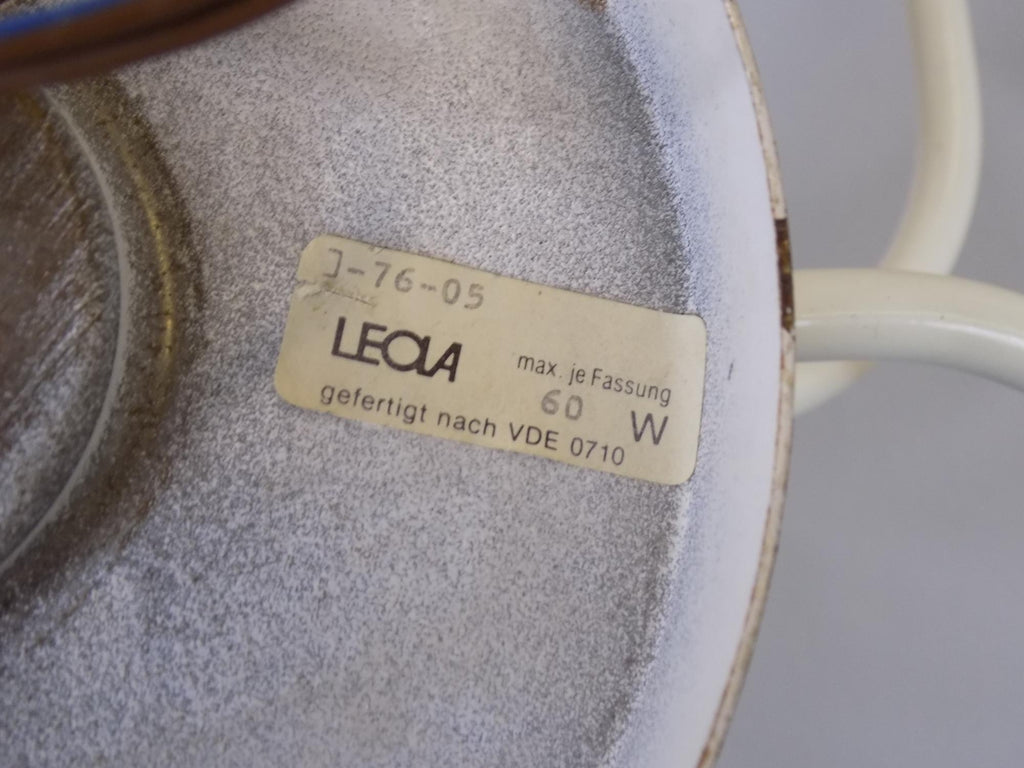 J-76-05
LEOLA
max. je Fassung
60 W
gefertigt nach VDE 0710